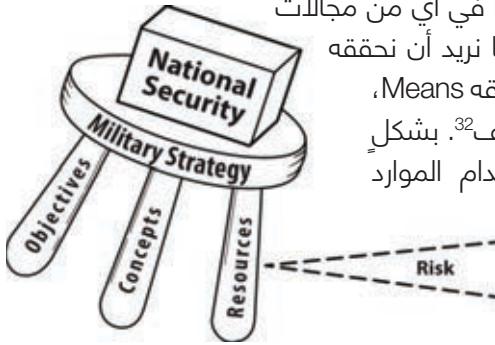 في أي من مجالات
ا نريد أن نحققه
قه Means،
ف32. بشكلٍ
دام الموارد
National
Security
Military Strategy
Objectives
Concepts
Resources
Risk